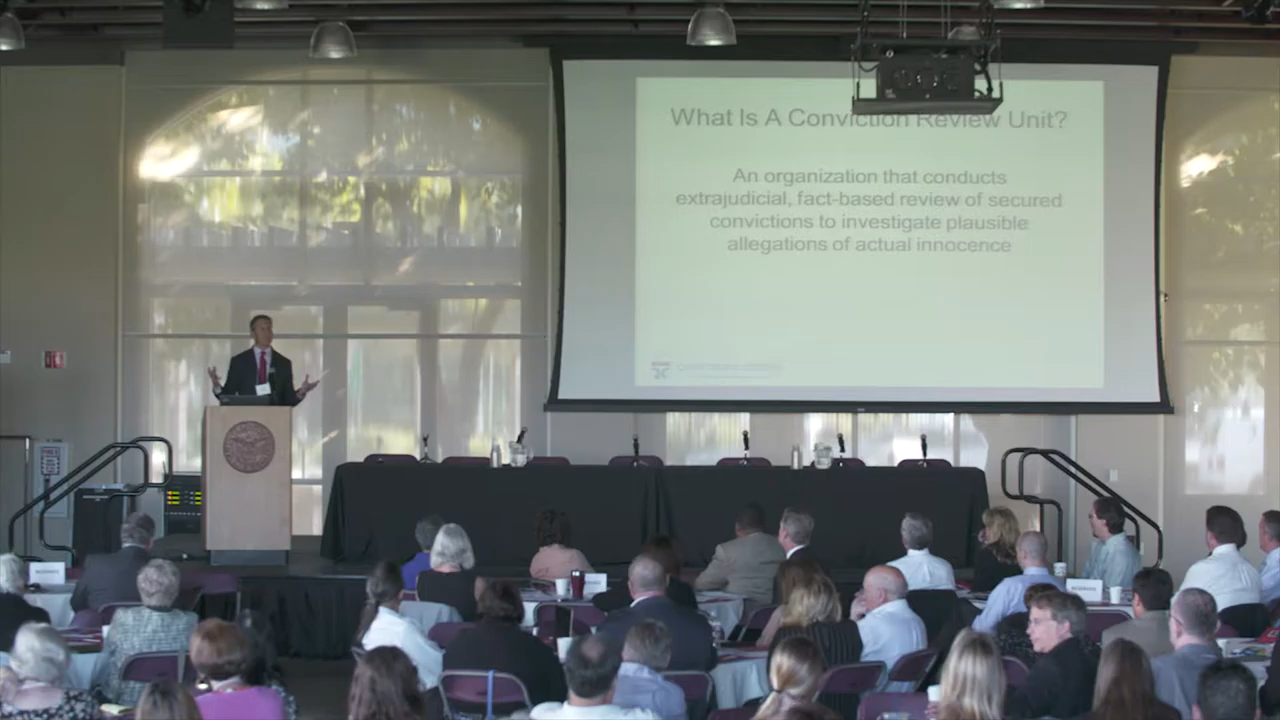 What Is A Conviction Review Unit?
An organization that conducts
extrajudicial, fact-based review of secured
convictions to investigate plausible
allegations of actual innocence